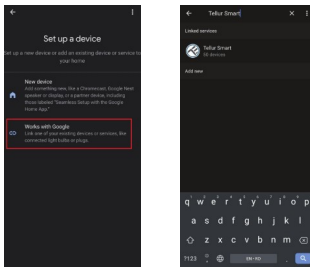 Set up a device
Set up a new device or add an existing device or service to
your home
New device
Add something new, like a Chromecast, Google Nest
speaker or display, or a partner device, including
those labeled "Seamless Setup with the Google
Home App."
Works with Google
Link one of your existing devices or services, like
connected light bulbs or plugs.
Tellur Smart
Linked services
Tellur Smart
Add new
q w e r t y u i o p
a s d f g h j k l
z x c v b n m
?123 EN • RO .